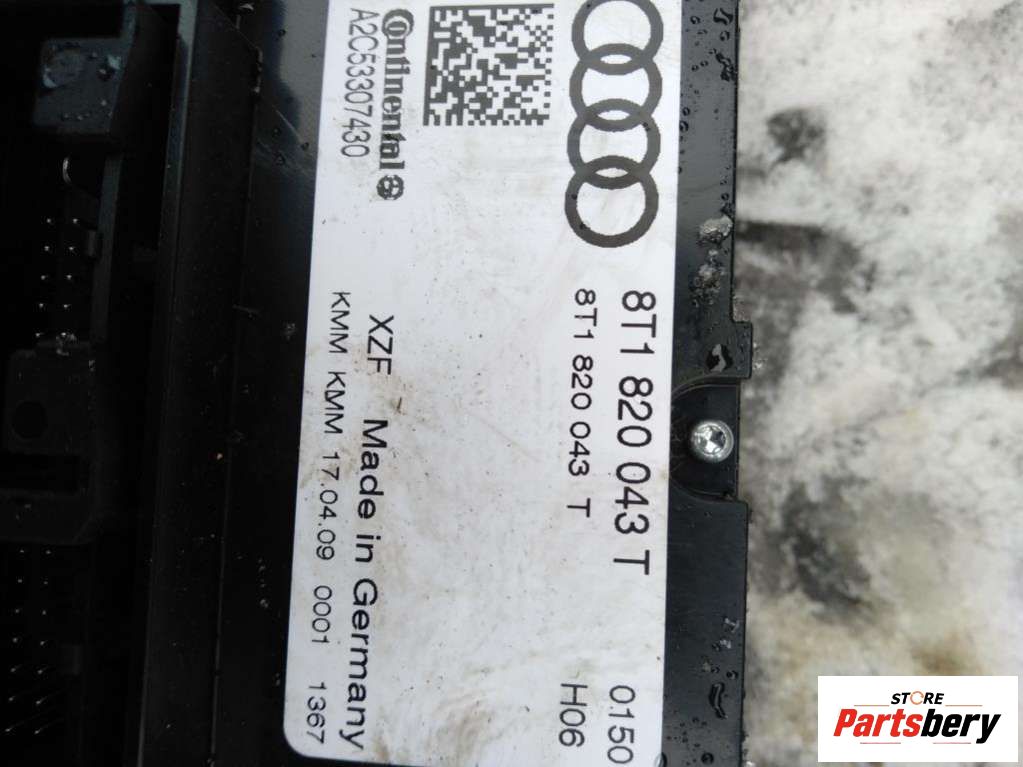 8T1 820 043 T 0150
8T1 820 043 T H06
Continental
A2C53307430
XZF Made in Germany
KMM KMM 17.04.09 0001 1367
STORE
Partsbery